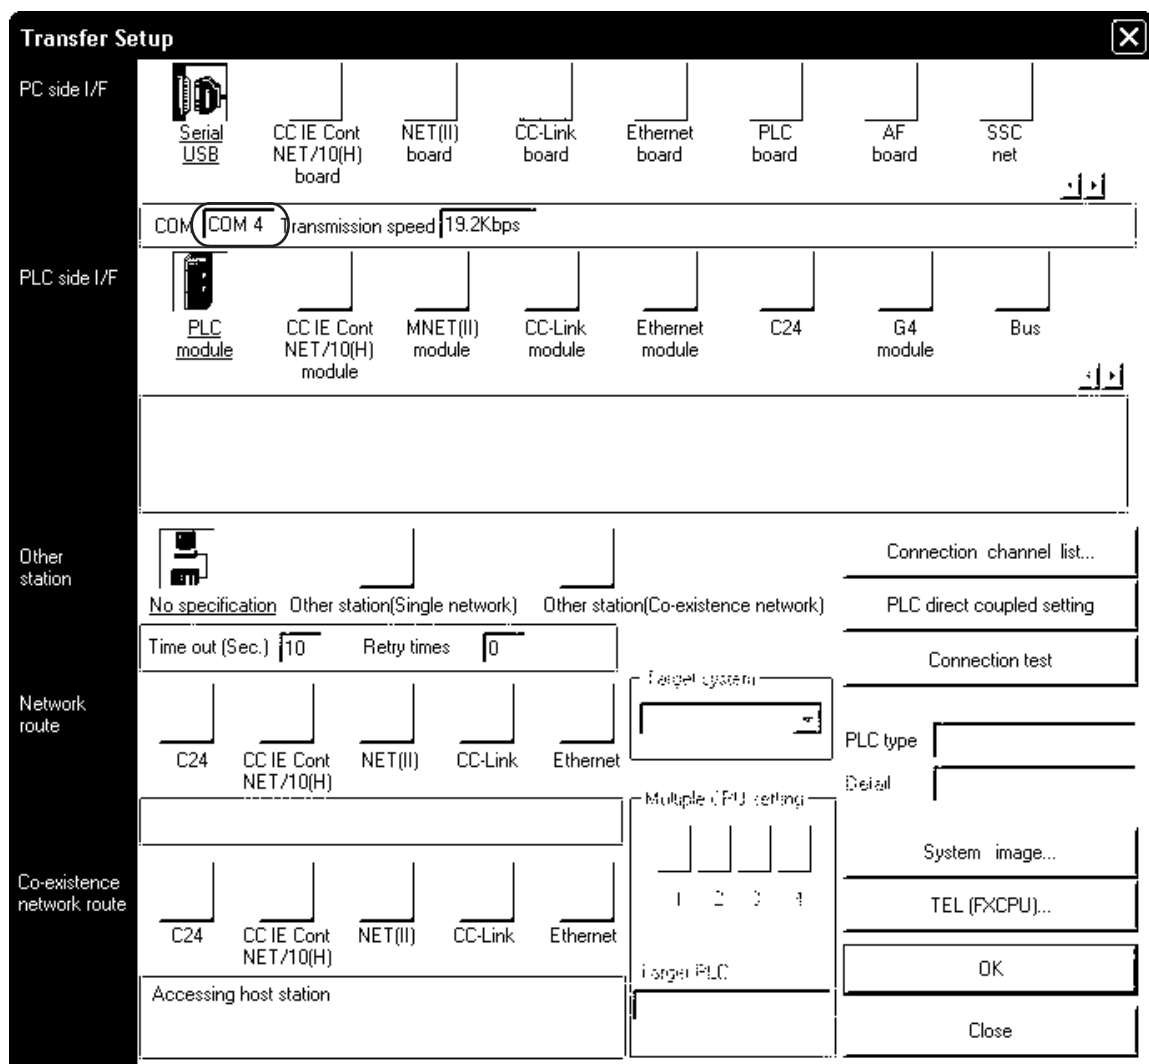 Transfer Setup
PC side I/F
Serial
USB
CC IE Cont
NET/10(H)
board
NET(II)
board
CC-Link
board
Ethernet
board
PLC
board
AF
board
SSC
net
COM COM 4 Transmission speed 19.2Kbps
PLC side I/F
PLC
module
CC IE Cont
NET/10(H)
module
MNET(II)
module
CC-Link
module
Ethernet
module
C24
G4
module
Bus
Other
station
No specification
Other station(Single network)
Other station(Co-existence network)
Time out (Sec.) 10 Retry times 0
Connection channel list...
PLC direct coupled setting
Connection test
Network
route
C24
CC IE Cont
NET/10(H)
NET(II)
CC-Link
Ethernet
Target system
PLC type
Detail
Multiple CPU setting
1 2 3 4
Target PLC
System image...
TEL (FXCPU)...
OK
Close
Co-existence
network route
C24
CC IE Cont
NET/10(H)
NET(II)
CC-Link
Ethernet
Accessing host station